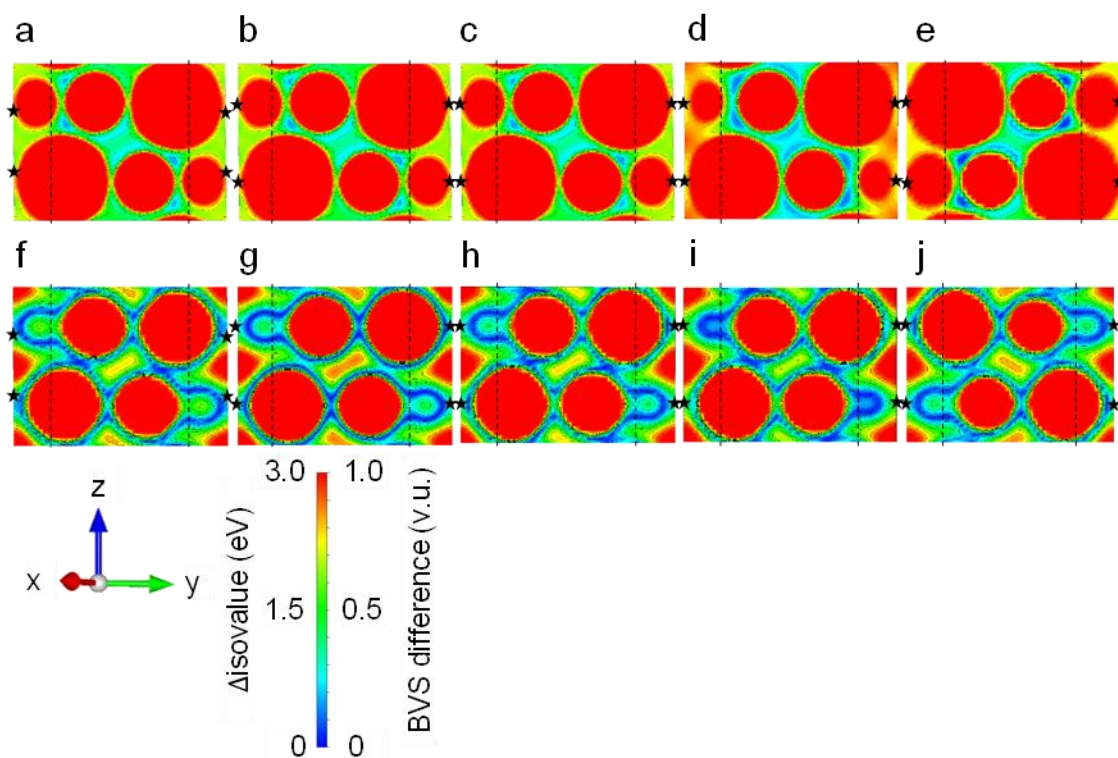 a b c d e
f g h i j
z
x
y
3.0 1.0
1.5 0.5
0 0
Δisovalue (eV)
BVS difference (v.u.)